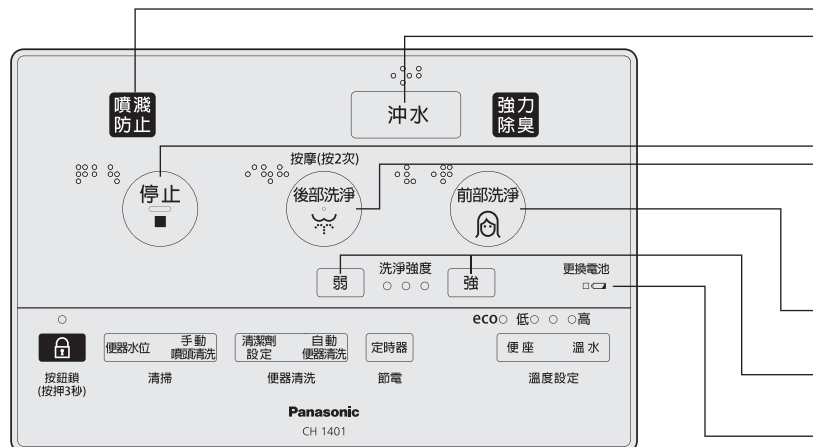 噴濺
防止
沖水
強力
除臭
按摩(按2次)
停止
後部洗淨
前部洗淨
洗淨強度
弱
強
更換電池
eco 低 高
便器水位
手動
噴頭清洗
清潔劑
設定
自動
便器清洗
定時器
便座
溫水
按鈕鎖
(按押3秒)
清掃
便器清洗
節電
溫度設定
Panasonic
CH 1401